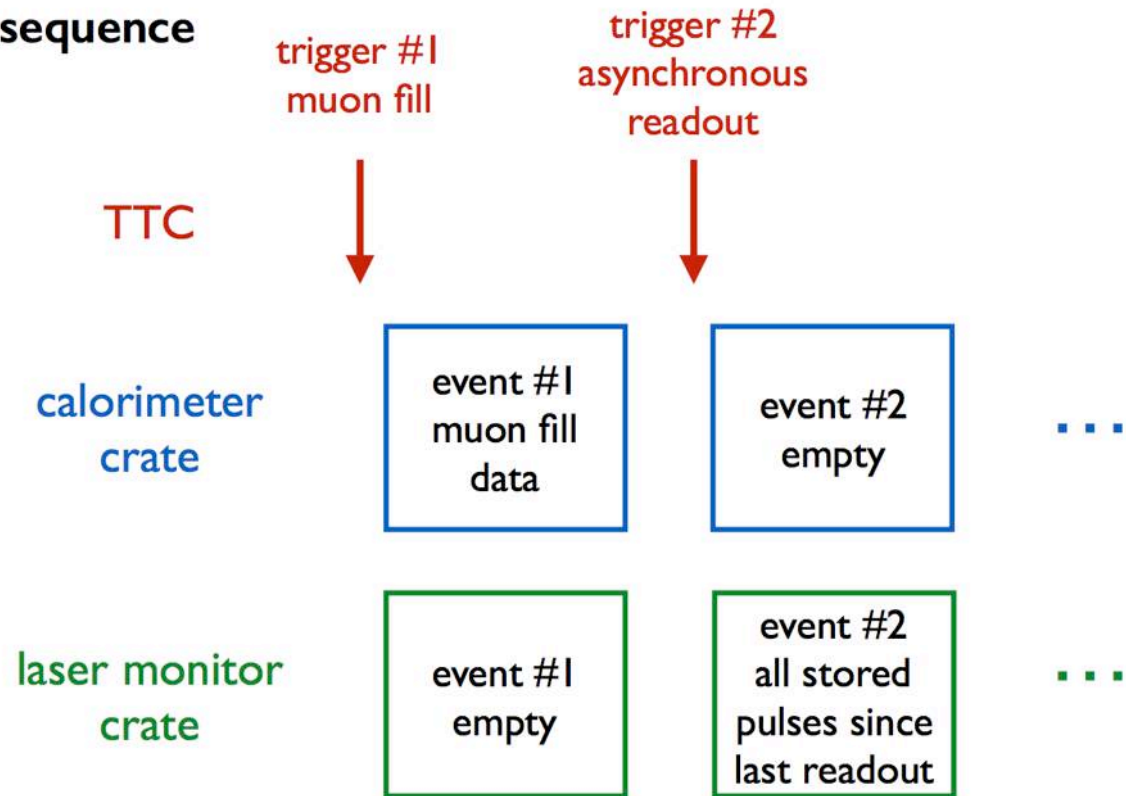 sequence
trigger #1
muon fill
trigger #2
asynchronous
readout
TTC
calorimeter
crate
event #1
muon fill
data
event #2
empty
...
laser monitor
crate
event #1
empty
event #2
all stored
pulses since
last readout
...